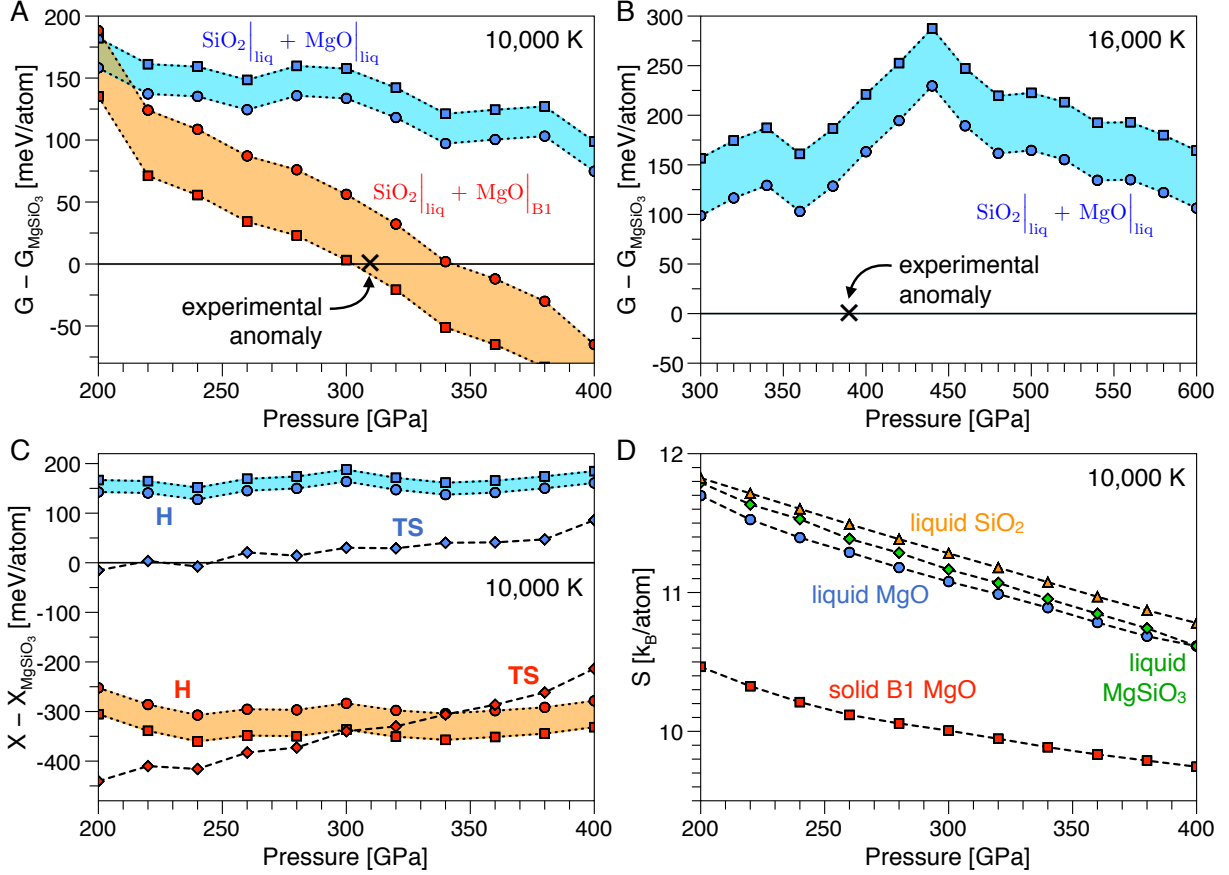 A
SiO2|liq + MgO|liq
10,000 K
G − GMgSiO3 [meV/atom]
200
150
100
50
0
-50
SiO2|liq + MgO|B1
experimental
anomaly
200 250 300 350 400
Pressure [GPa]
B
16,000 K
G − GMgSiO3 [meV/atom]
300
250
200
150
100
50
0
-50
SiO2|liq + MgO|liq
experimental
anomaly
300 350 400 450 500 550 600
Pressure [GPa]
C
X − XMgSiO3 [meV/atom]
200
100
0
-100
-200
-300
-400
H
TS
10,000 K
H
TS
200 250 300 350 400
Pressure [GPa]
D
10,000 K
S [kB/atom]
12
11
10
liquid SiO2
liquid MgO
liquid
MgSiO3
solid B1 MgO
200 250 300 350 400
Pressure [GPa]